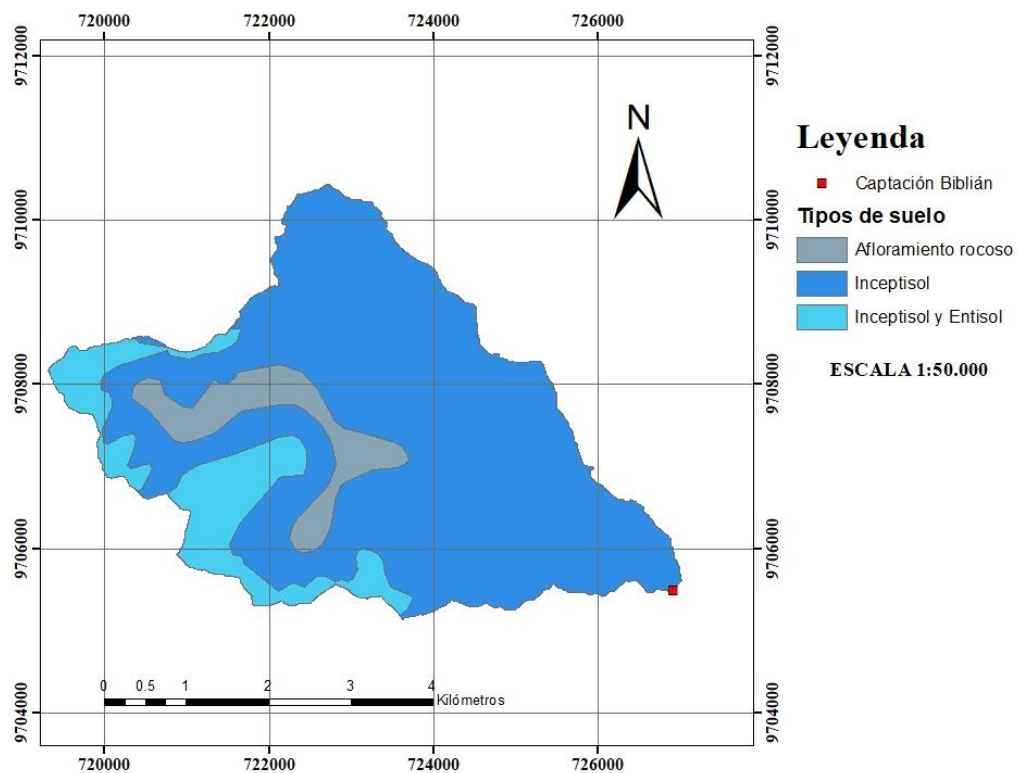 720000 722000 724000 726000
9712000 9712000
9710000 9710000
9708000 9708000
9706000 9706000
9704000 9704000
N
0 0.5 1 2 3 4
Kilómetros
720000 722000 724000 726000
Leyenda
Captación Biblián
Tipos de suelo
Afloramiento rocoso
Inceptisol
Inceptisol y Entisol
ESCALA 1:50.000